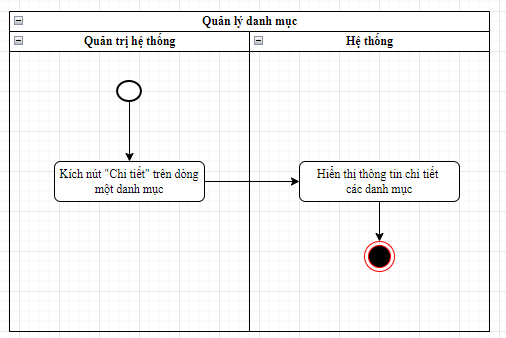 Quản lý danh mục
Quản trị hệ thống
Hệ thống
Kích nút "Chi tiết" trên dòng
một danh mục
Hiển thị thông tin chi tiết
các danh mục